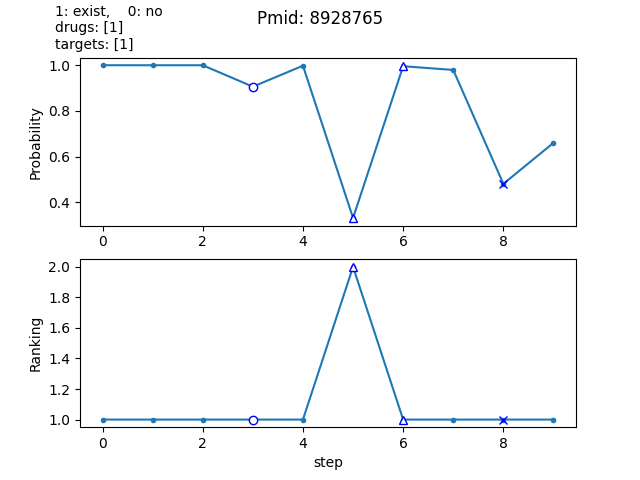 1: exist,    0: no
drugs: [1]
targets: [1]
Pmid: 8928765
1.0
0.8
0.6
0.4
Probability
0 2 4 6 8
2.0
1.8
1.6
1.4
1.2
1.0
Ranking
0 2 4 6 8
step